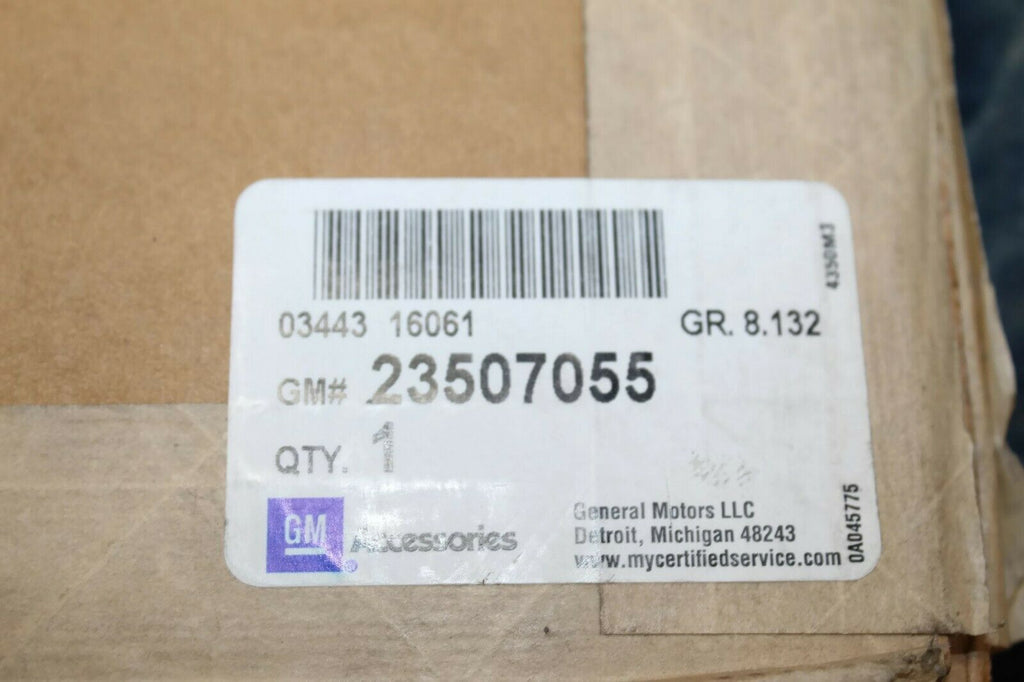 4350M3
03443 16061 GR. 8.132
GM# 23507055
QTY. 1
GM Accessories
General Motors LLC
Detroit, Michigan 48243
www.mycertifiedservice.com
0A045775